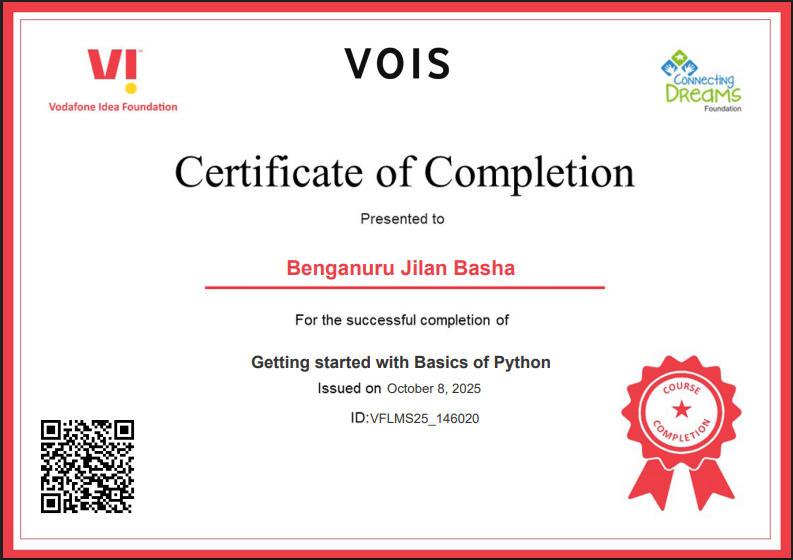 VI
Vodafone Idea Foundation
VOIS
Connecting
DREAMS
Foundation
Certificate of Completion
Presented to
Benganuru Jilan Basha
For the successful completion of
Getting started with Basics of Python
Issued on October 8, 2025
ID:VFLMS25_146020
COURSE
COMPLETION